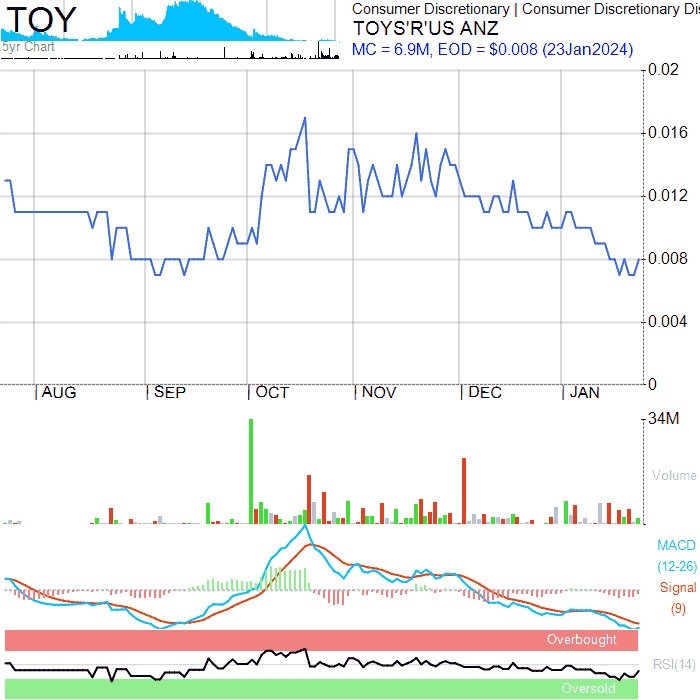 TOY
5yr Chart
Consumer Discretionary | Consumer Discretionary Dis
TOYS'R'US ANZ
MC = 6.9M, EOD = $0.008 (23Jan2024)
0.02
0.016
0.012
0.008
0.004
0
AUG SEP OCT NOV DEC JAN
34M
Volume
MACD
(12-26)
Signal
(9)
Overbought
RSI(14)
Oversold